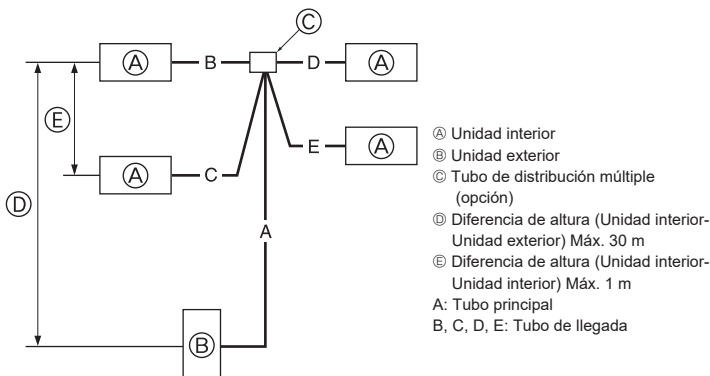 Ⓒ
Ⓐ B D Ⓐ
Ⓔ
E Ⓐ
Ⓐ C
Ⓓ
A
Ⓑ
Ⓐ Unidad interior
Ⓑ Unidad exterior
Ⓒ Tubo de distribución múltiple
(opción)
Ⓓ Diferencia de altura (Unidad interior-
Unidad exterior) Máx. 30 m
Ⓔ Diferencia de altura (Unidad interior-
Unidad interior) Máx. 1 m
A: Tubo principal
B, C, D, E: Tubo de llegada